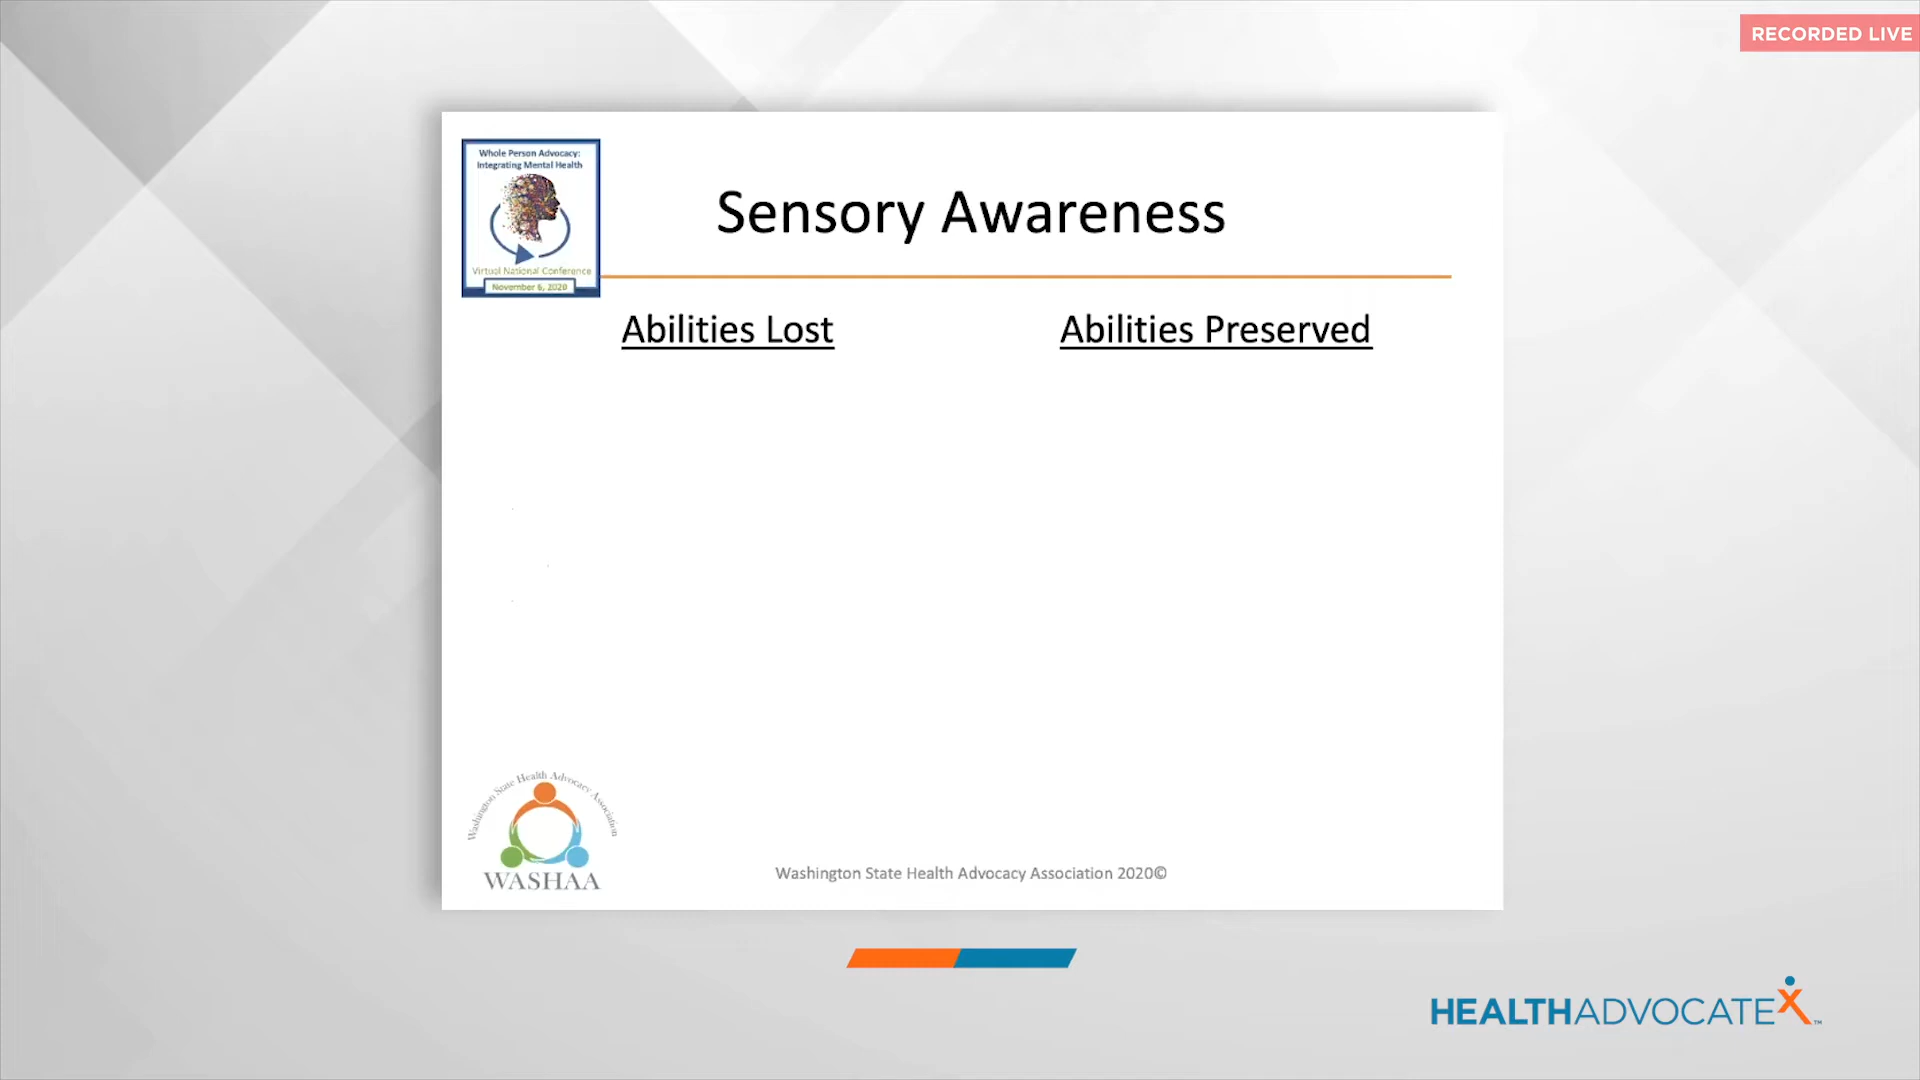 RECORDED LIVE
Whole Person Advocacy:
Integrating Mental Health
Virtual National Conference
November 6, 2020
Sensory Awareness
Abilities Lost
Abilities Preserved
Washington State Health Advocacy Association
WASHAA
Washington State Health Advocacy Association 2020©
HEALTHADVOCATEX™